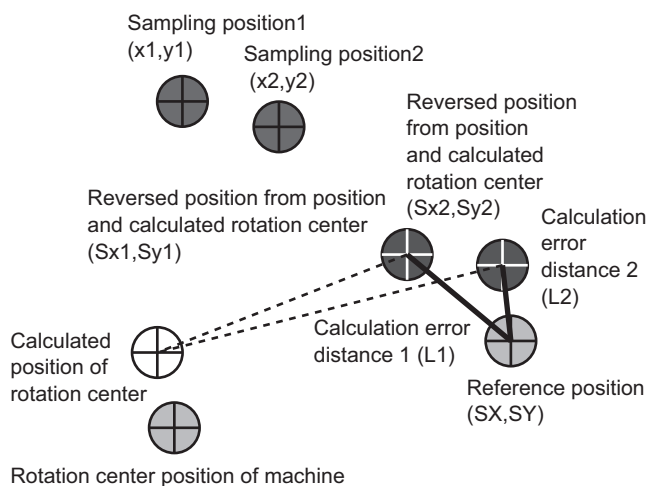 Sampling position1
(x1,y1)
Sampling position2
(x2,y2)
Reversed position
from position
and calculated
rotation center
(Sx2,Sy2)
Reversed position from position
and calculated rotation center
(Sx1,Sy1)
Calculation
error
distance 2
(L2)
Calculation error
distance 1 (L1)
Calculated
position of
rotation center
Reference position
(SX,SY)
Rotation center position of machine